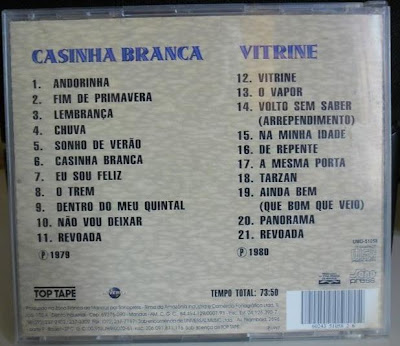 CASINHA BRANCA
1. ANDORINHA
2. FIM DE PRIMAVERA
3. LEMBRANÇA
4. CHUVA
5. SONHO DE VERÃO
6. CASINHA BRANCA
7. EU SOU FELIZ
8. O TREM
9. DENTRO DO MEU QUINTAL
10. NÃO VOU DEIXAR
11. REVOADA
Ⓟ 1979
VITRINE
12. VITRINE
13. O VAPOR
14. VOLTO SEM SABER
(ARREPENDIMENTO)
15. NA MINHA IDADE
16. DE REPENTE
17. A MESMA PORTA
18. TARZAN
19. AINDA BEM
(QUE BOM QUE VEIO)
20. PANORAMA
21. REVOADA
Ⓟ 1980
TOP TAPE
TEMPO TOTAL: 73:50
press